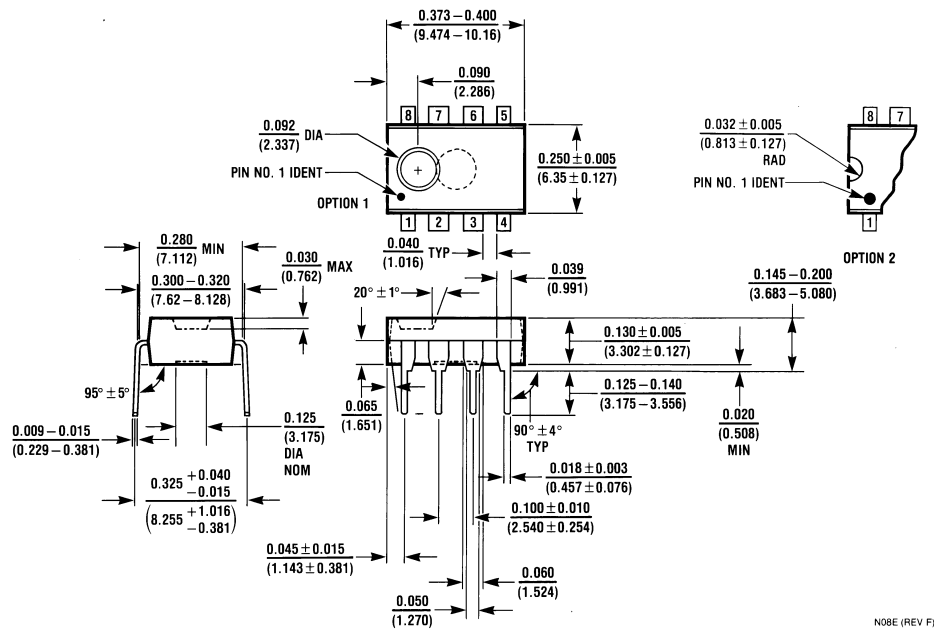 0.373 – 0.400
(9.474 – 10.16)
0.090
(2.286)
8 7 6 5
0.092 DIA
(2.337)
PIN NO. 1 IDENT
OPTION 1
1 2 3 4
0.250 ± 0.005
(6.35 ± 0.127)
8 7
0.032 ± 0.005
(0.813 ± 0.127)
RAD
PIN NO. 1 IDENT
1
OPTION 2
0.280 MIN
(7.112)
0.300 – 0.320
(7.62 – 8.128)
0.030 MAX
(0.762)
0.040 TYP
(1.016)
0.039
(0.991)
20° ± 1°
0.145 – 0.200
(3.683 – 5.080)
0.130 ± 0.005
(3.302 ± 0.127)
0.125 – 0.140
(3.175 – 3.556)
0.020
(0.508)
MIN
95° ± 5°
0.009 – 0.015
(0.229 – 0.381)
0.125
(3.175)
DIA
NOM
0.065
(1.651)
90° ± 4°
TYP
0.018 ± 0.003
(0.457 ± 0.076)
0.325 +0.040
-0.015
(8.255 +1.016
-0.381)
0.100 ± 0.010
(2.540 ± 0.254)
0.045 ± 0.015
(1.143 ± 0.381)
0.060
(1.524)
0.050
(1.270)
N08E (REV F)